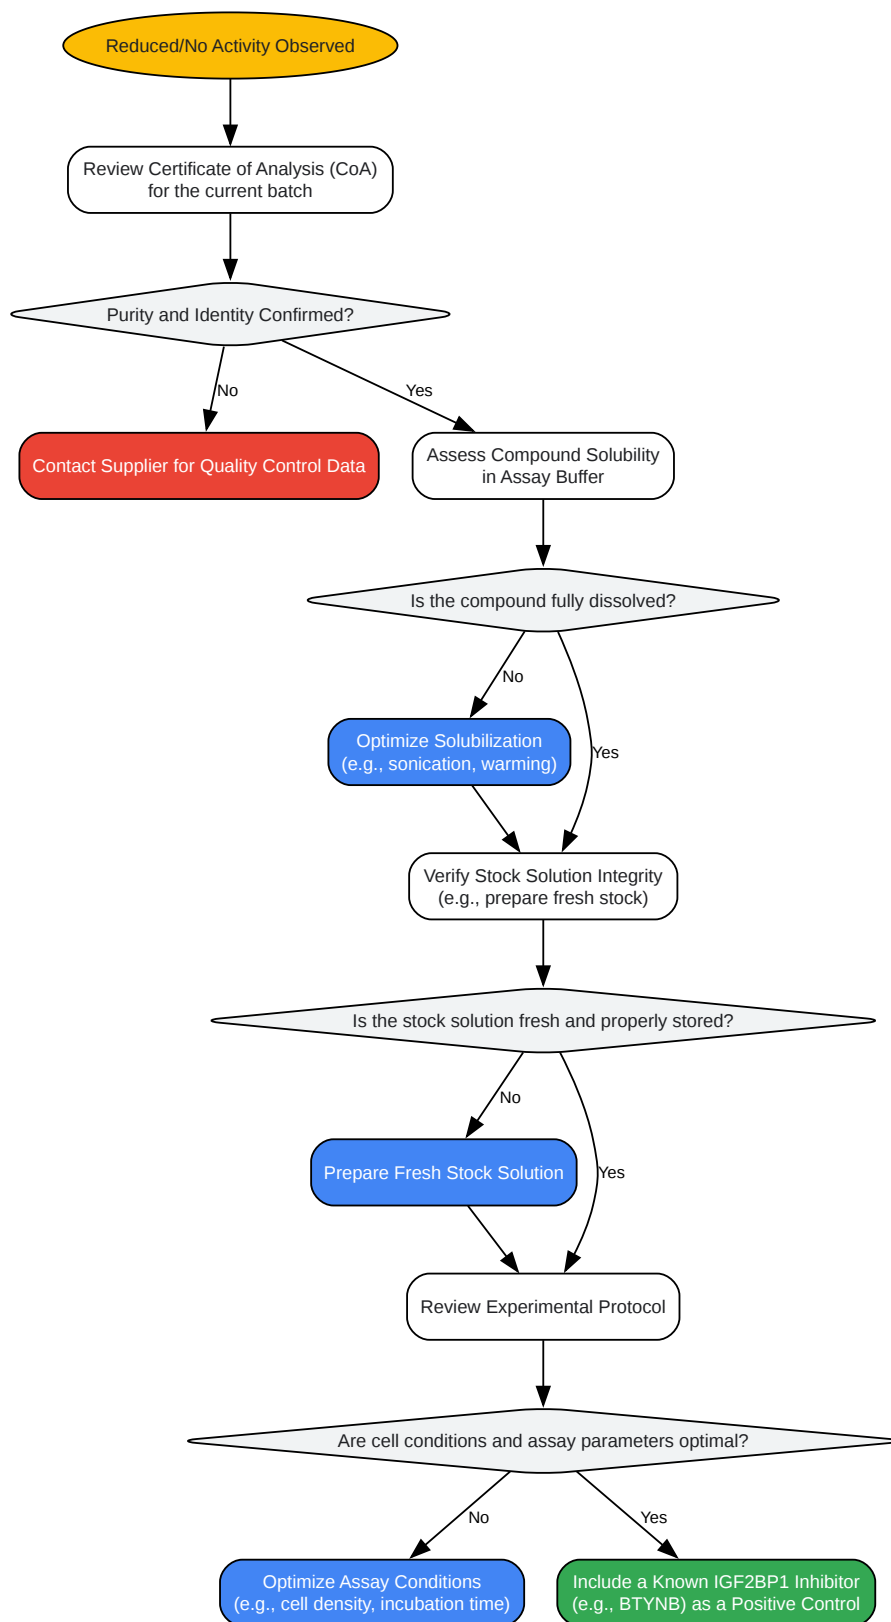 Reduced/No Activity Observed
Review Certificate of Analysis (CoA)
for the current batch
Purity and Identity Confirmed?
No
Yes
Contact Supplier for Quality Control Data
Assess Compound Solubility
in Assay Buffer
Is the compound fully dissolved?
No
Optimize Solubilization
(e.g., sonication, warming)
Yes
Verify Stock Solution Integrity
(e.g., prepare fresh stock)
Is the stock solution fresh and properly stored?
No
Prepare Fresh Stock Solution
Yes
Review Experimental Protocol
Are cell conditions and assay parameters optimal?
No
Yes
Optimize Assay Conditions
(e.g., cell density, incubation time)
Include a Known IGF2BP1 Inhibitor
(e.g., BTYNB) as a Positive Control